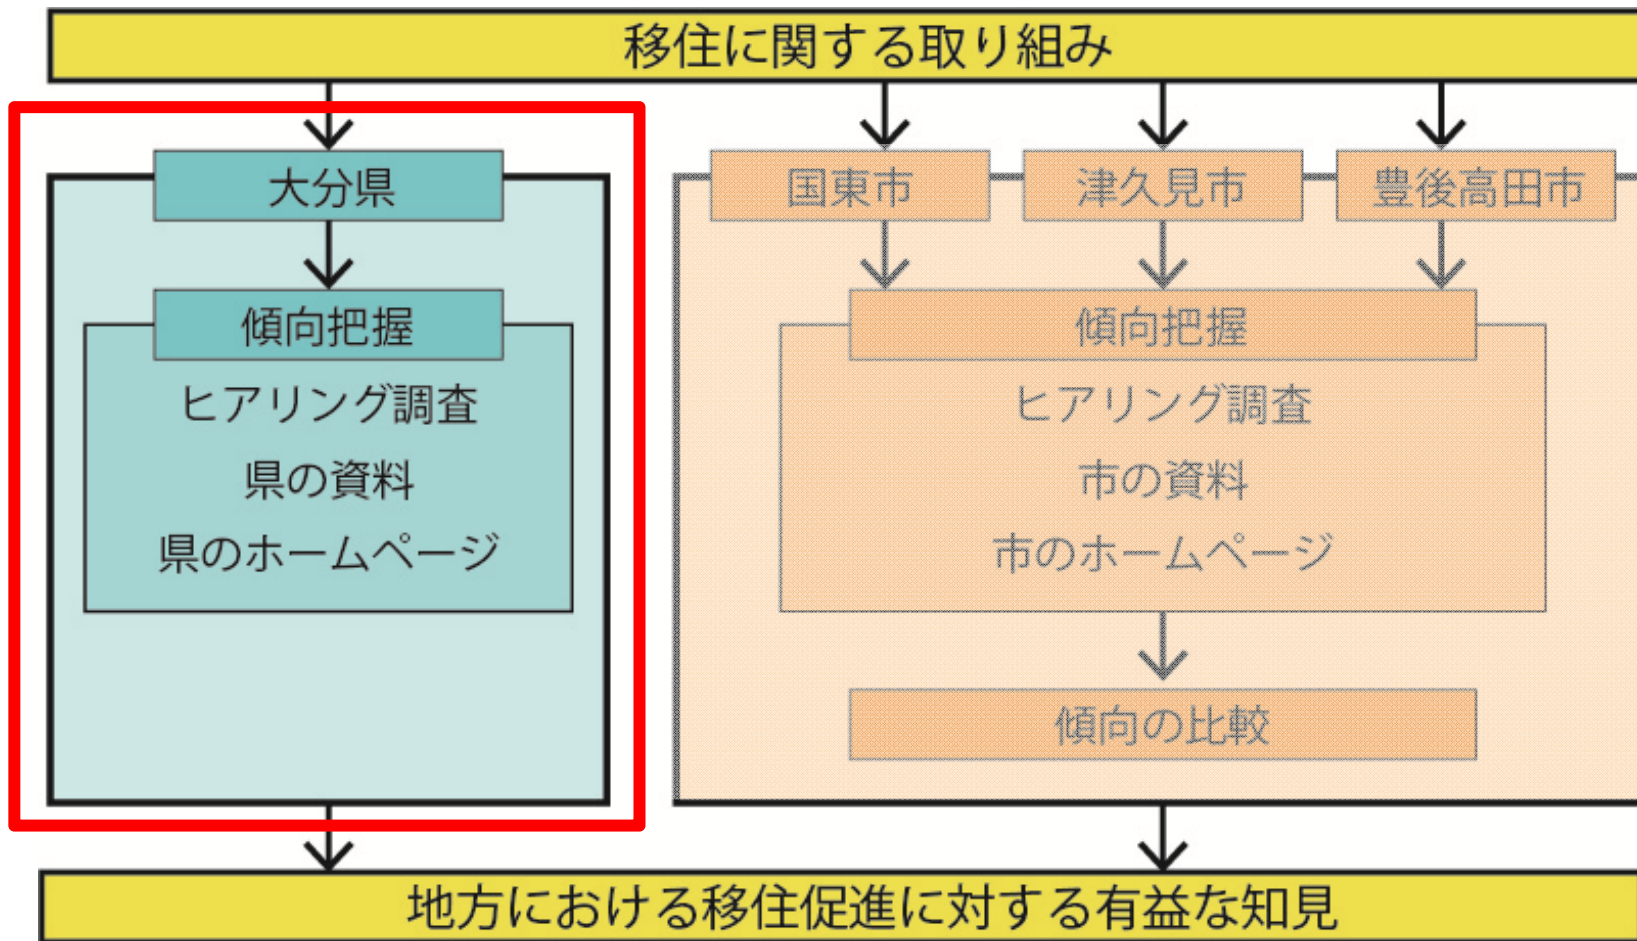 移住に関する取り組み
大分県
傾向把握
ヒアリング調査
県の資料
県のホームページ
国東市
津久見市
豊後高田市
傾向把握
ヒアリング調査
市の資料
市のホームページ
傾向の比較
地方における移住促進に対する有益な知見